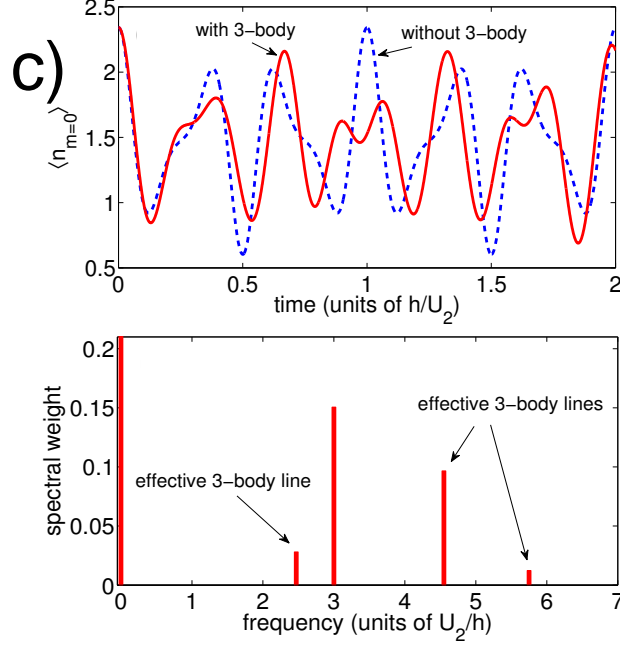 c)
with 3-body
without 3-body
2.5
2
1.5
1
0.5
⟨n_{m=0}⟩
0
0.5
1
1.5
2
time (units of h/U_2)
0.2
0.15
0.1
0.05
0
spectral weight
effective 3-body lines
effective 3-body line
0
1
2
3
4
5
6
7
frequency (units of U_2/h)